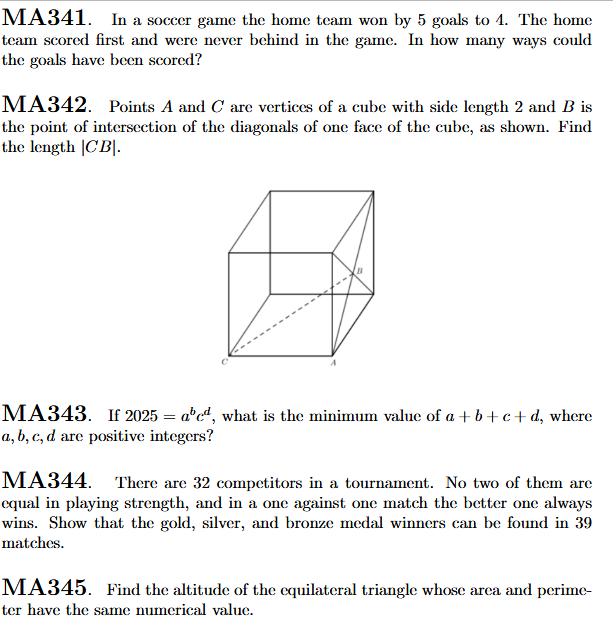 MA341. In a soccer game the home team won by 5 goals to 4. The home
team scored first and were never behind in the game. In how many ways could
the goals have been scored?
MA342. Points A and C are vertices of a cube with side length 2 and B is
the point of intersection of the diagonals of one face of the cube, as shown. Find
the length |CB|.
B
C
A
MA343. If 2025 = a^b c^d, what is the minimum value of a + b + c + d, where
a, b, c, d are positive integers?
MA344. There are 32 competitors in a tournament. No two of them are
equal in playing strength, and in a one against one match the better one always
wins. Show that the gold, silver, and bronze medal winners can be found in 39
matches.
MA345. Find the altitude of the equilateral triangle whose area and perime-
ter have the same numerical value.